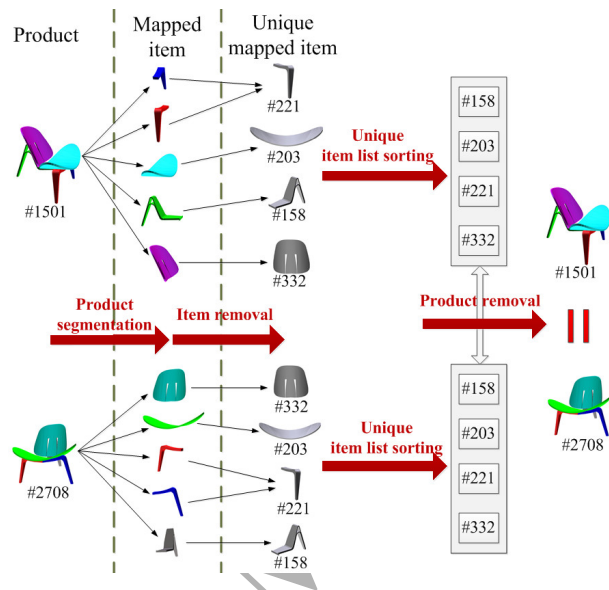 Product
Mapped
item
Unique
mapped item
#221
#203
#158
#332
#1501
Unique
item list sorting
#158
#203
#221
#332
#1501
Product
segmentation
Item removal
Product removal
#332
#203
#221
#158
#2708
Unique
item list sorting
#158
#203
#221
#332
#2708